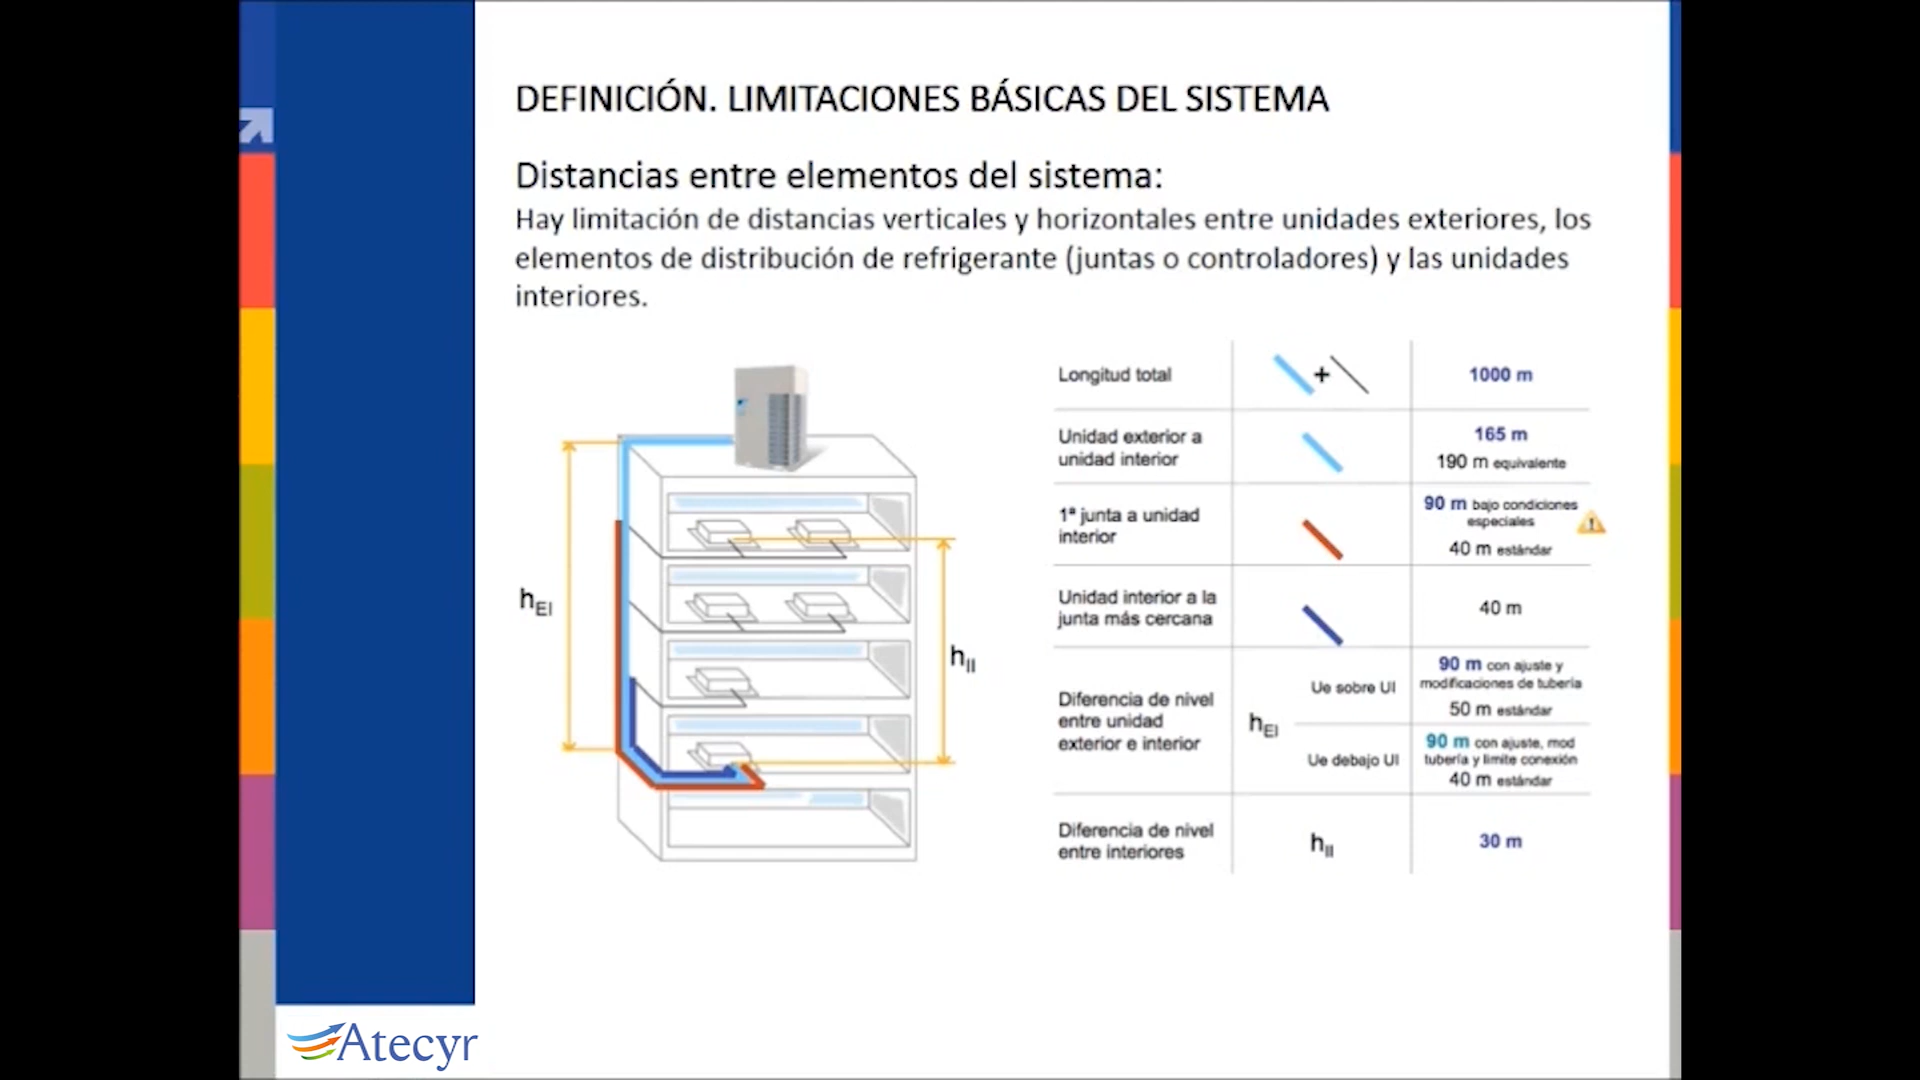 DEFINICIÓN. LIMITACIONES BÁSICAS DEL SISTEMA
Distancias entre elementos del sistema:
Hay limitación de distancias verticales y horizontales entre unidades exteriores, los
elementos de distribución de refrigerante (juntas o controladores) y las unidades
interiores.
hEI
hII
Longitud total
+
1000 m
Unidad exterior a
unidad interior
165 m
190 m equivalente
1ª junta a unidad
interior
90 m bajo condiciones
especiales
40 m estándar
Unidad interior a la
junta más cercana
40 m
Diferencia de nivel
entre unidad
exterior e interior
hEI
Ue sobre UI
90 m con ajuste y
modificaciones de tubería
50 m estándar
Ue debajo UI
90 m con ajuste, mod
tubería y limite conexión
40 m estándar
Diferencia de nivel
entre interiores
hII
30 m
Atecyr